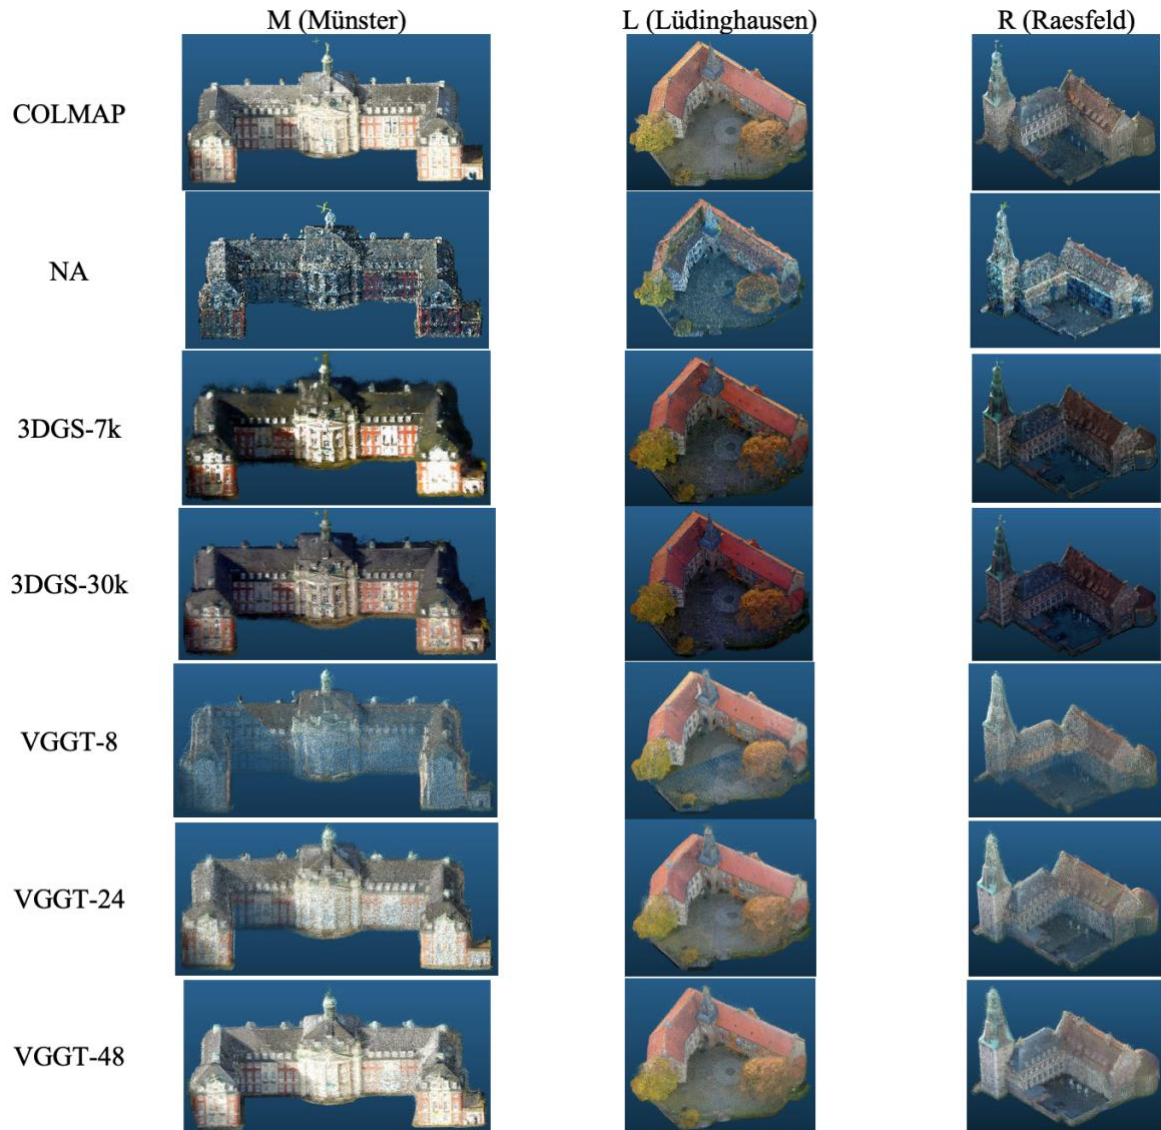 M (Münster) L (Lüdinghausen) R (Raesfeld)
COLMAP
NA
3DGS-7k
3DGS-30k
VGGT-8
VGGT-24
VGGT-48